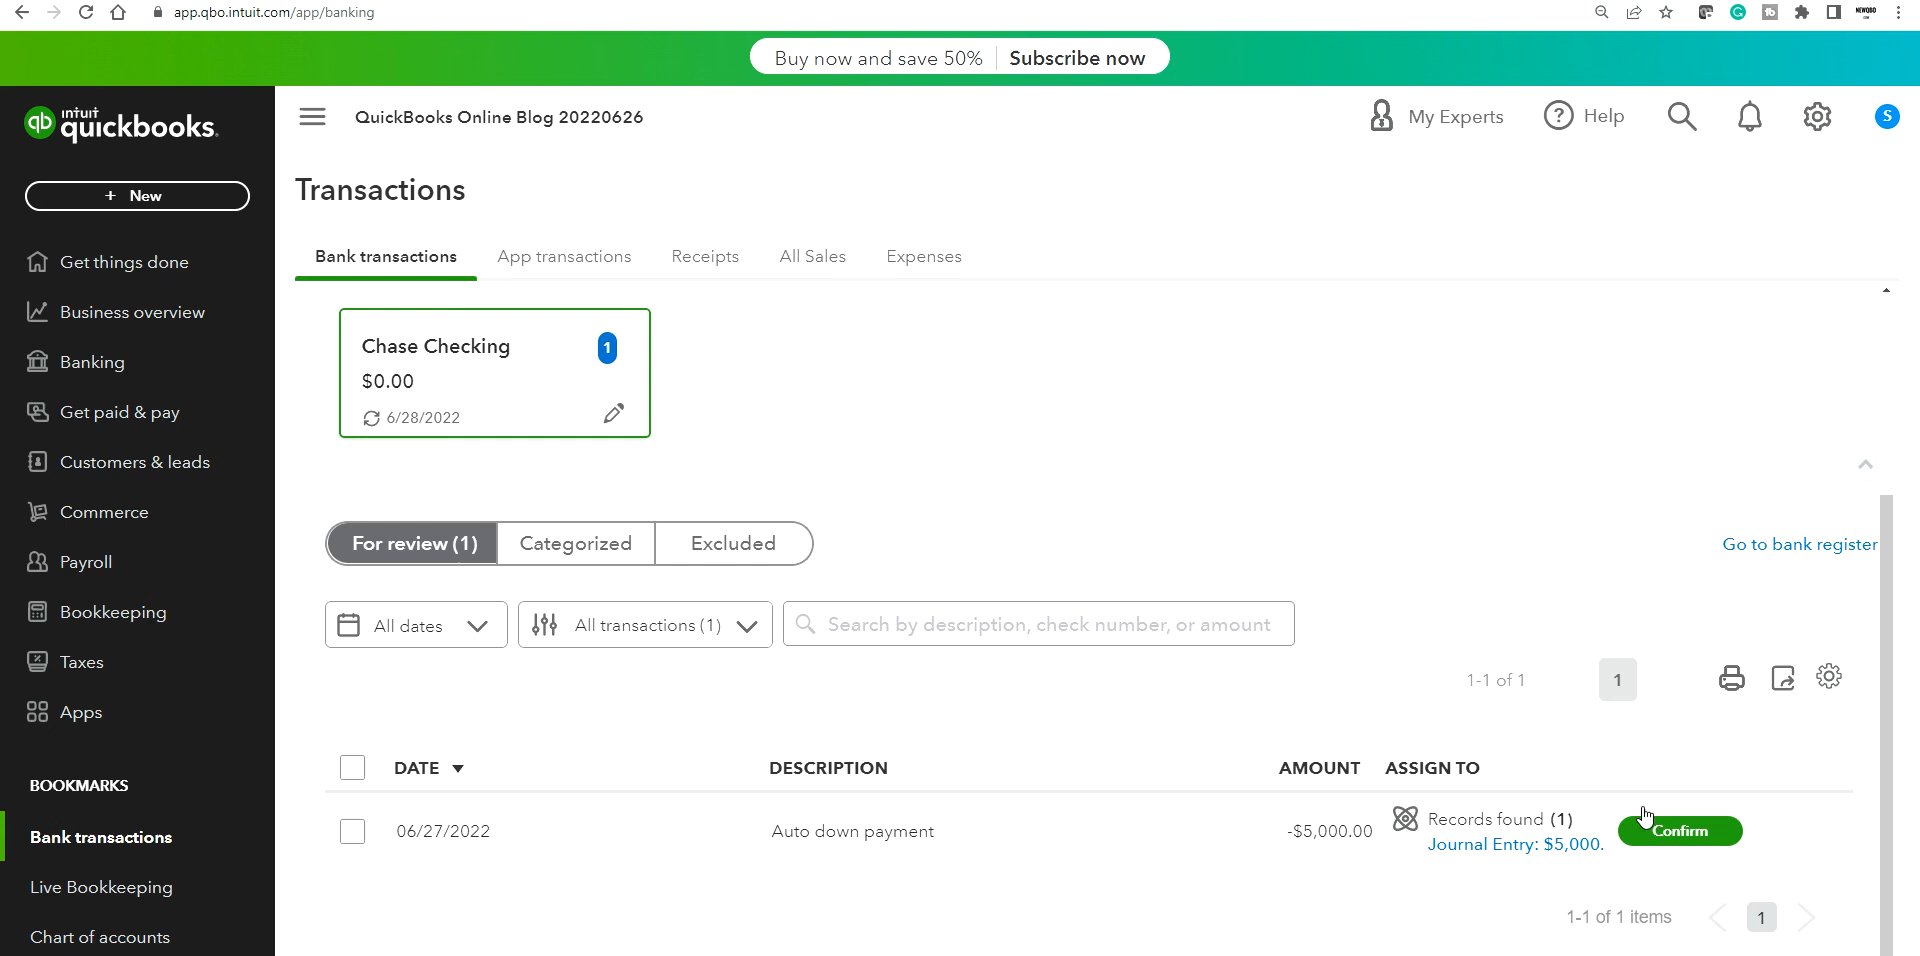 app.qbo.intuit.com/app/banking
NEWQBO
Buy now and save 50% Subscribe now
qb intuit quickbooks.
QuickBooks Online Blog 20220626
My Experts
? Help
S
+ New
Transactions
Get things done
Business overview
Banking
Get paid & pay
Customers & leads
Commerce
Payroll
Bookkeeping
Taxes
Apps
BOOKMARKS
Bank transactions
Live Bookkeeping
Chart of accounts
Bank transactions App transactions Receipts All Sales Expenses
Chase Checking 1
$0.00
6/28/2022
For review (1) Categorized Excluded
Go to bank register
All dates All transactions (1) Search by description, check number, or amount
1-1 of 1 1
DATE DESCRIPTION AMOUNT ASSIGN TO
06/27/2022 Auto down payment -$5,000.00 Records found (1)
Journal Entry: $5,000.
Confirm
1-1 of 1 items 1